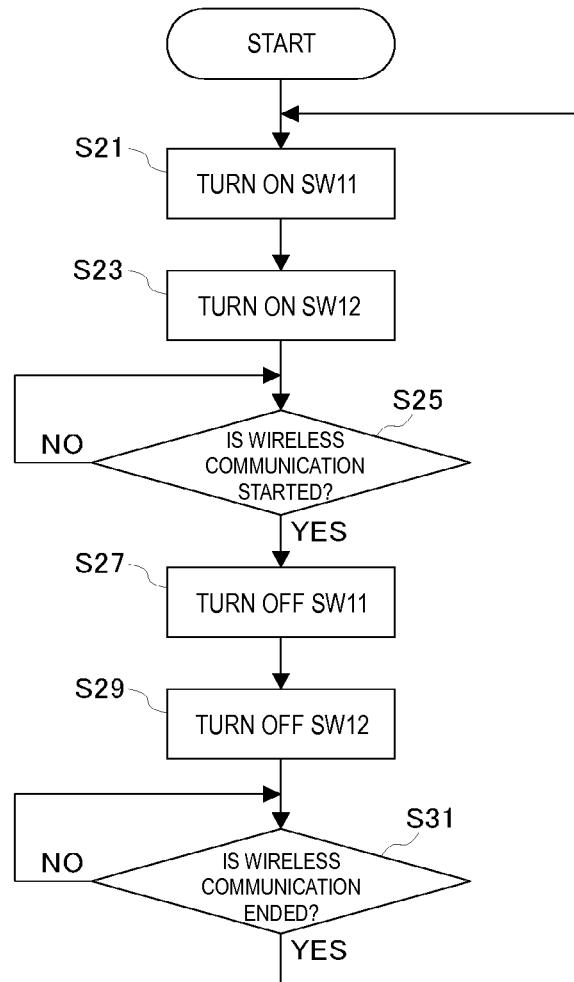 START
S21
TURN ON SW11
S23
TURN ON SW12
S25
NO
IS WIRELESS
COMMUNICATION
STARTED?
YES
S27
TURN OFF SW11
S29
TURN OFF SW12
S31
NO
IS WIRELESS
COMMUNICATION
ENDED?
YES